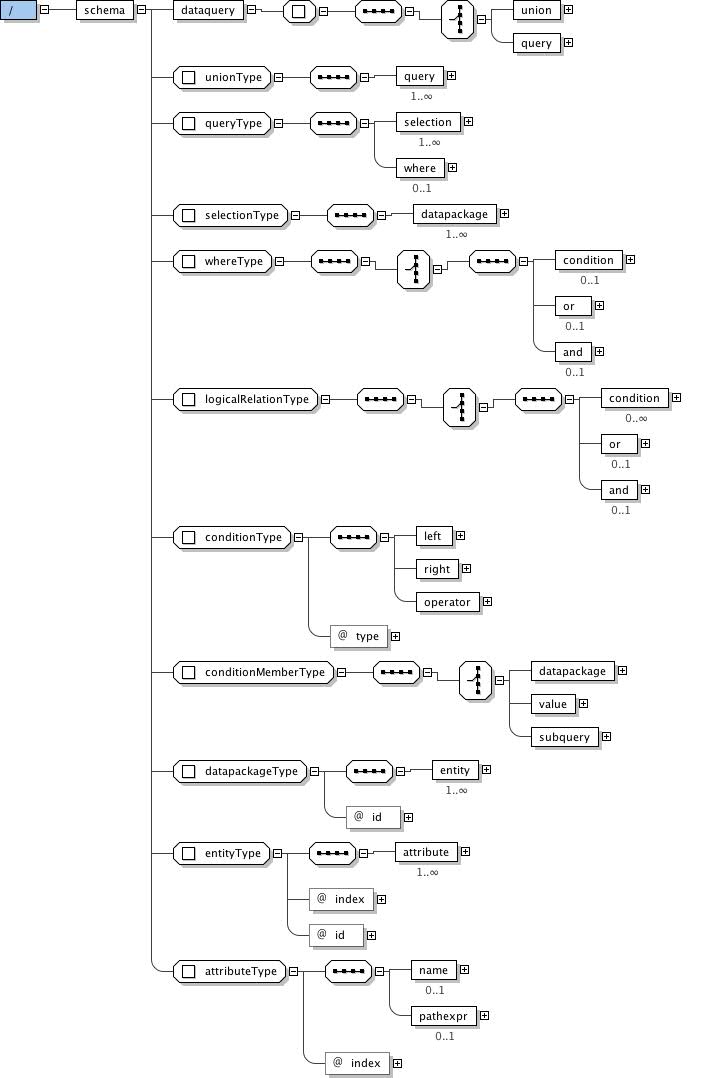 / schema dataquery union
query
unionType query
1..∞
queryType selection
1..∞
where
0..1
selectionType datapackage
1..∞
whereType condition
0..1
or
0..1
and
0..1
logicalRelationType condition
0..∞
or
0..1
and
0..1
conditionType left
right
operator
@ type
conditionMemberType datapackage
value
subquery
datapackageType entity
1..∞
@ id
entityType attribute
1..∞
@ index
@ id
attributeType name
0..1
pathexpr
0..1
@ index